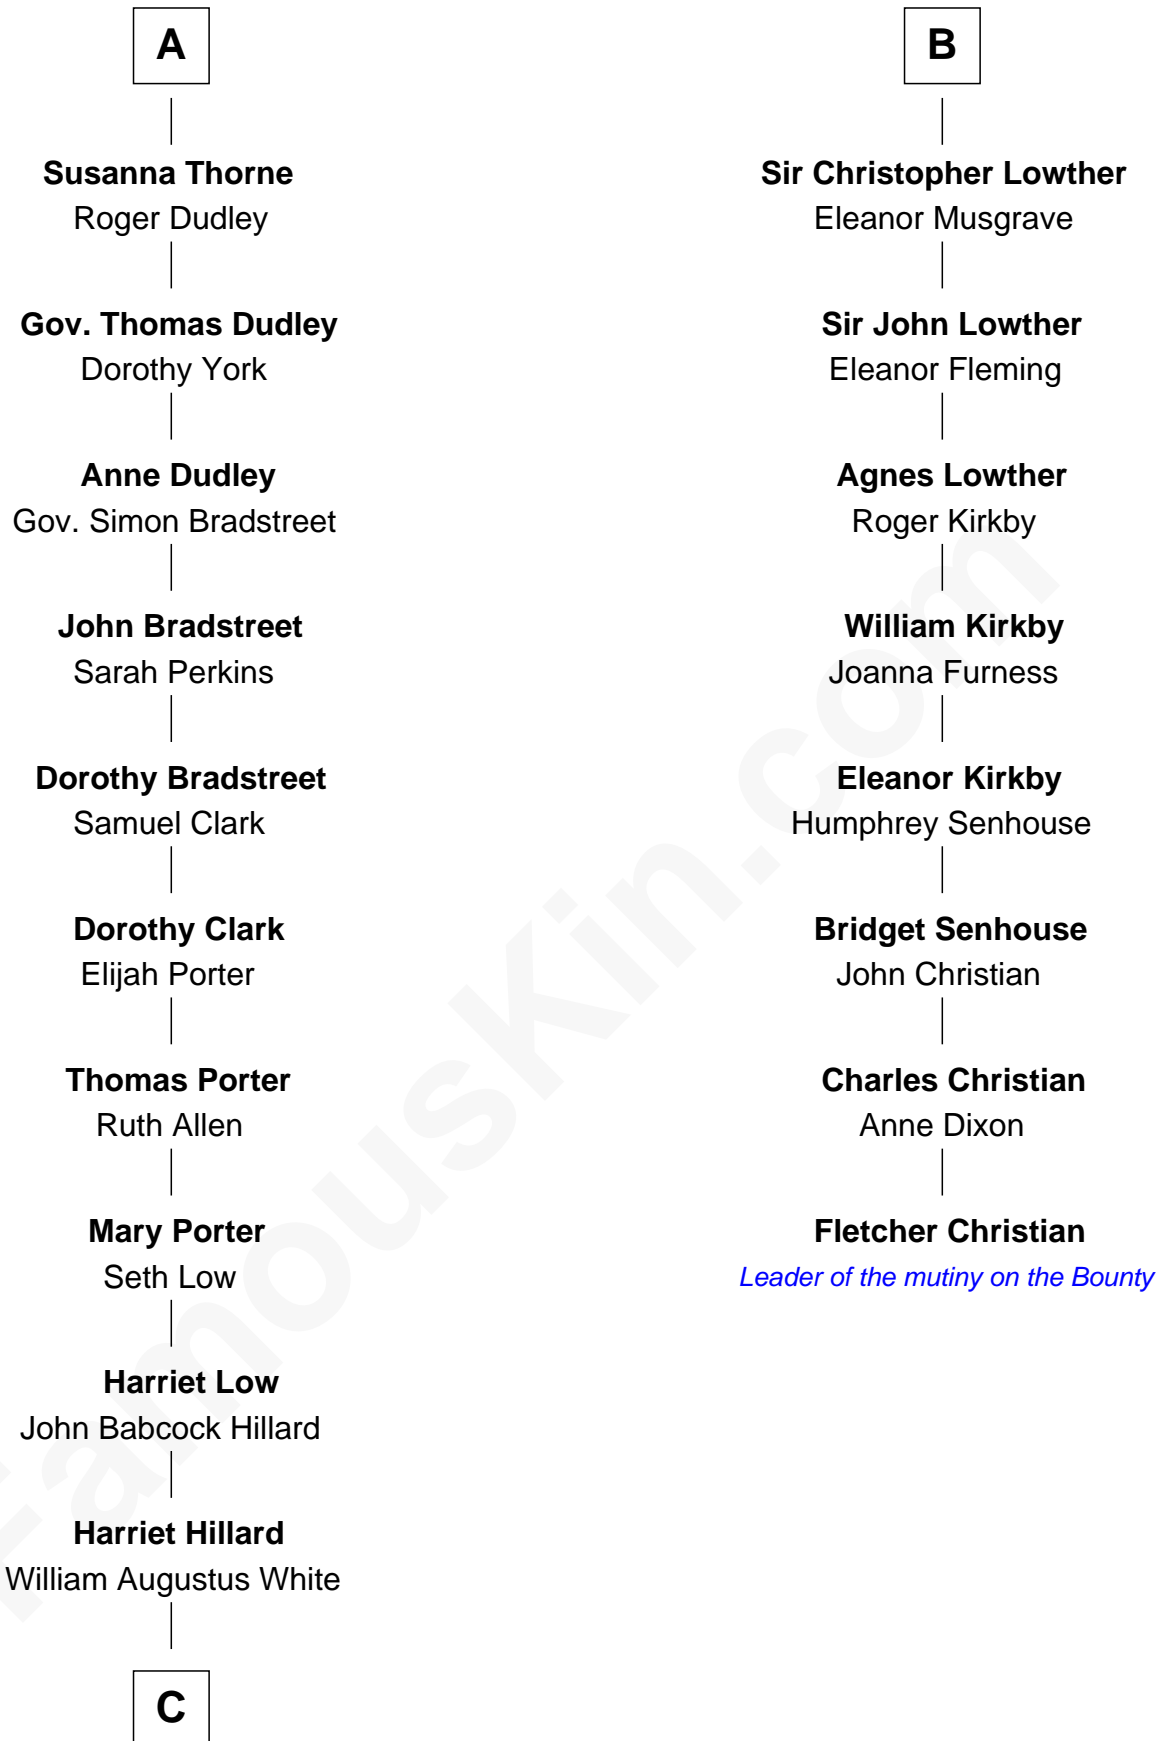 A
Susanna Thorne
Roger Dudley
Gov. Thomas Dudley
Dorothy York
Anne Dudley
Gov. Simon Bradstreet
John Bradstreet
Sarah Perkins
Dorothy Bradstreet
Samuel Clark
Dorothy Clark
Elijah Porter
Thomas Porter
Ruth Allen
Mary Porter
Seth Low
Harriet Low
John Babcock Hillard
Harriet Hillard
William Augustus White
C
B
Sir Christopher Lowther
Eleanor Musgrave
Sir John Lowther
Eleanor Fleming
Agnes Lowther
Roger Kirkby
William Kirkby
Joanna Furness
Eleanor Kirkby
Humphrey Senhouse
Bridget Senhouse
John Christian
Charles Christian
Anne Dixon
Fletcher Christian
Leader of the mutiny on the Bounty
FamousKin.com